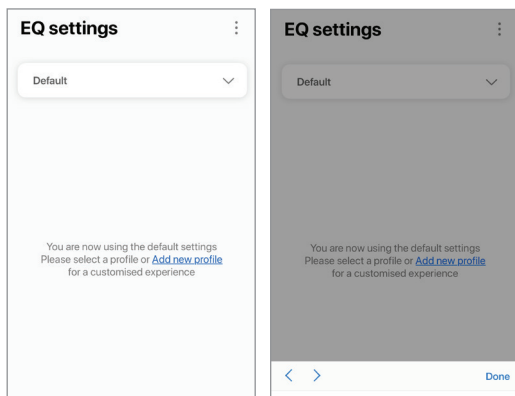 EQ settings
Default
You are now using the default settings
Please select a profile or Add new profile
for a customised experience
EQ settings
Default
You are now using the default settings
Please select a profile or Add new profile
for a customised experience
Done